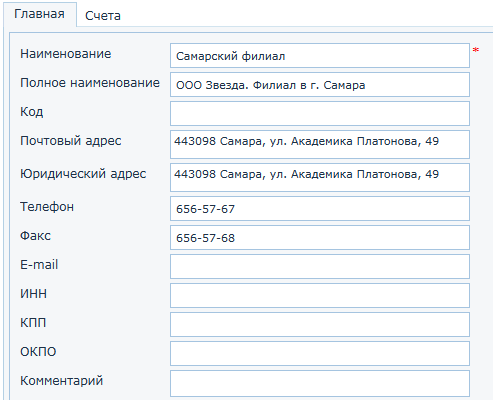 Главная Счета
Наименование Самарский филиал *
Полное наименование ООО Звезда. Филиал в г. Самара
Код
Почтовый адрес 443098 Самара, ул. Академика Платонова, 49
Юридический адрес 443098 Самара, ул. Академика Платонова, 49
Телефон 656-57-67
Факс 656-57-68
E-mail
ИНН
КПП
ОКПО
Комментарий